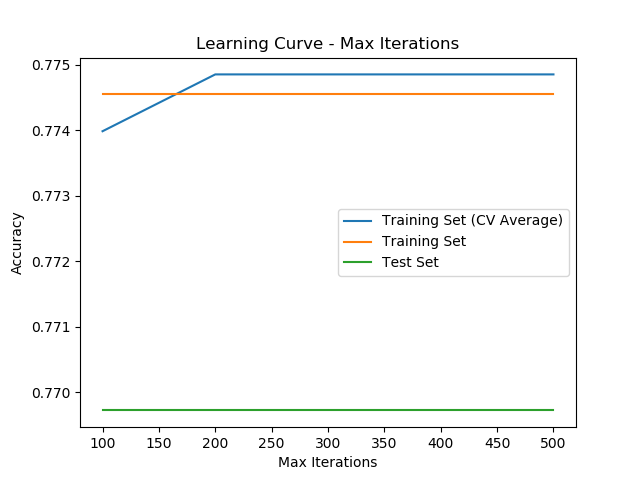 Learning Curve - Max Iterations
0.775
0.774
0.773
0.772
0.771
0.770
Accuracy
Training Set (CV Average)
Training Set
Test Set
100 150 200 250 300 350 400 450 500
Max Iterations